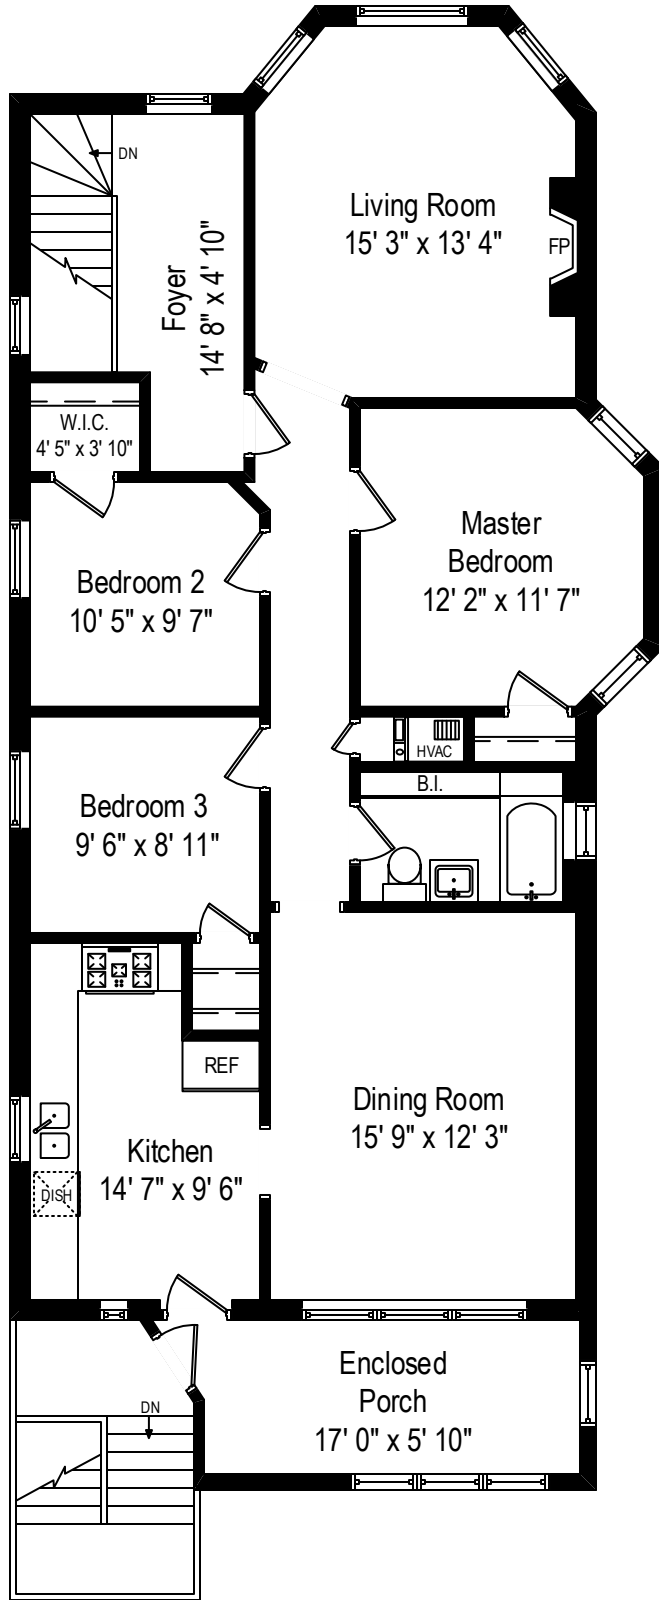 DN
Living Room
15' 3" x 13' 4"
FP
Foyer
14' 8" x 4' 10"
W.I.C.
4' 5" x 3' 10"
Master
Bedroom
12' 2" x 11' 7"
Bedroom 2
10' 5" x 9' 7"
HVAC
B.I.
Bedroom 3
9' 6" x 8' 11"
REF
Dining Room
15' 9" x 12' 3"
Kitchen
14' 7" x 9' 6"
DISH
Enclosed
Porch
17' 0" x 5' 10"
DN